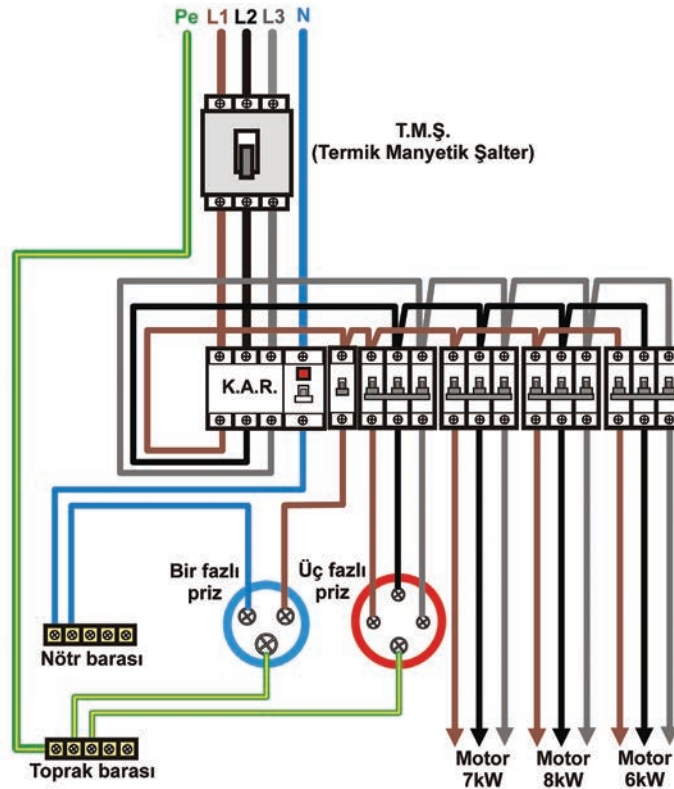 Pe L1 L2 L3 N
T.M.Ş.
(Termik Manyetik Şalter)
K.A.R.
Bir fazlı
priz
Üç fazlı
priz
Nötr barası
Toprak barası
Motor
7kW
Motor
8kW
Motor
6kW